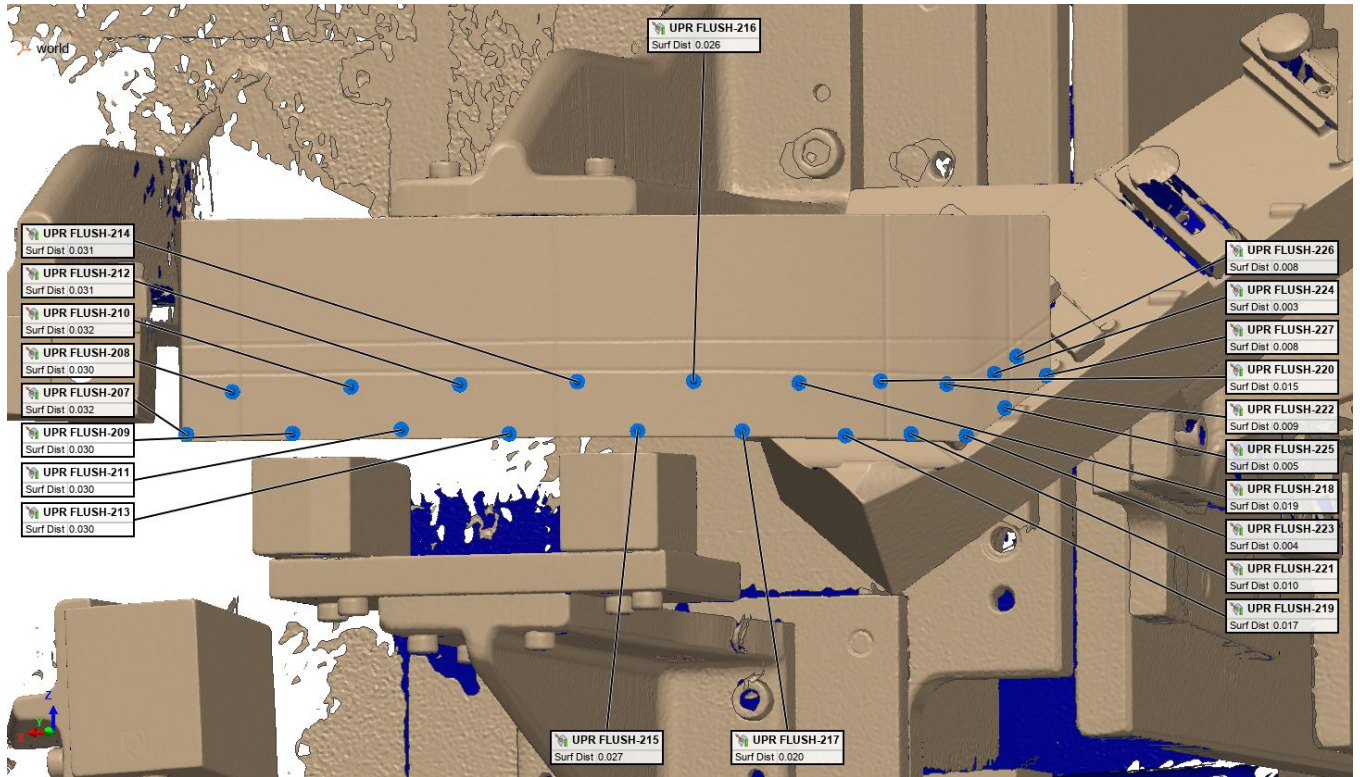 UPR FLUSH-216
Surf Dist 0.026
world
UPR FLUSH-214
Surf Dist 0.031
UPR FLUSH-212
Surf Dist 0.031
UPR FLUSH-210
Surf Dist 0.032
UPR FLUSH-208
Surf Dist 0.030
UPR FLUSH-207
Surf Dist 0.032
UPR FLUSH-209
Surf Dist 0.030
UPR FLUSH-211
Surf Dist 0.030
UPR FLUSH-213
Surf Dist 0.030
UPR FLUSH-226
Surf Dist 0.008
UPR FLUSH-224
Surf Dist 0.003
UPR FLUSH-227
Surf Dist 0.008
UPR FLUSH-220
Surf Dist 0.015
UPR FLUSH-222
Surf Dist 0.009
UPR FLUSH-225
Surf Dist 0.005
UPR FLUSH-218
Surf Dist 0.019
UPR FLUSH-223
Surf Dist 0.004
UPR FLUSH-221
Surf Dist 0.010
UPR FLUSH-219
Surf Dist 0.017
Z
Y
X
UPR FLUSH-215
Surf Dist 0.027
UPR FLUSH-217
Surf Dist 0.020